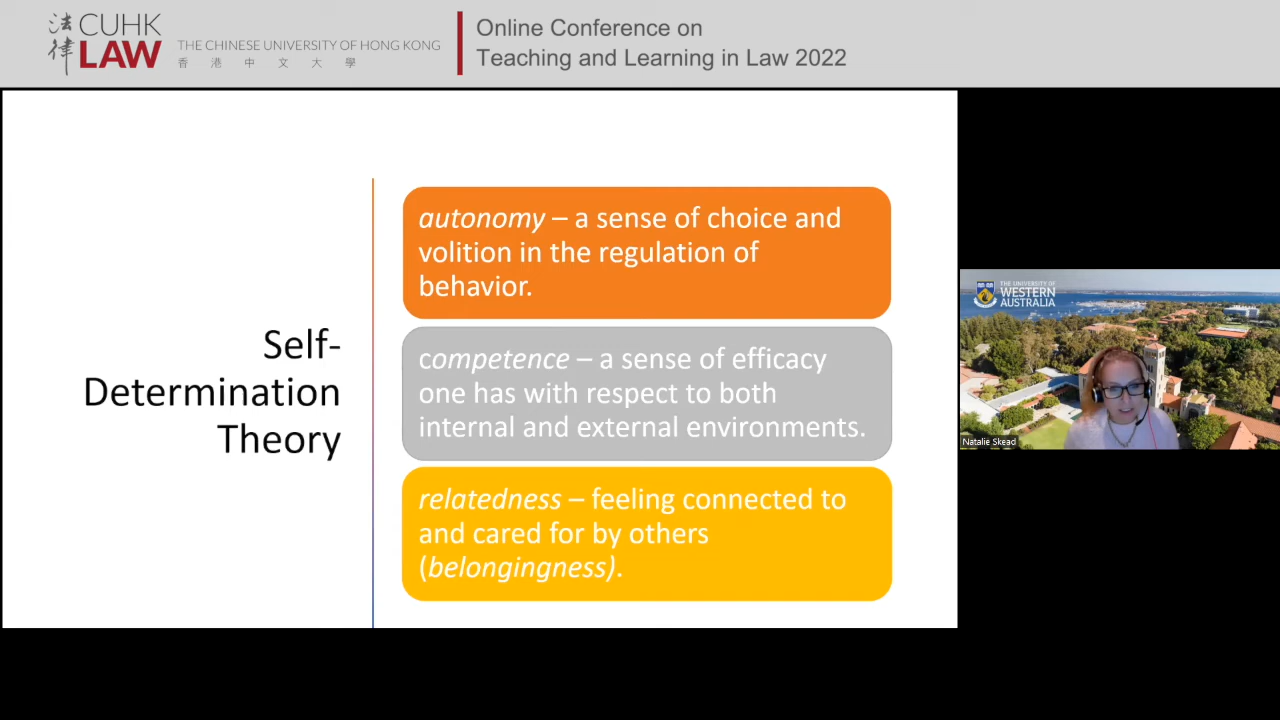 法律
CUHK
LAW
THE CHINESE UNIVERSITY OF HONG KONG
香港中文大學
Online Conference on
Teaching and Learning in Law 2022
Self-
Determination
Theory
autonomy – a sense of choice and
volition in the regulation of
behavior.
competence – a sense of efficacy
one has with respect to both
internal and external environments.
relatedness – feeling connected to
and cared for by others
(belongingness).
THE UNIVERSITY OF
WESTERN
AUSTRALIA
Natalie Skead